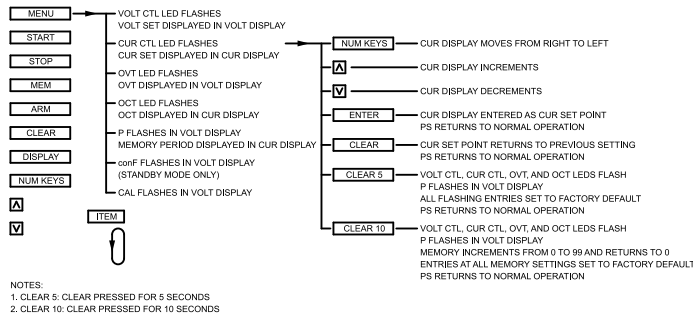 MENU
START
STOP
MEM
ARM
CLEAR
DISPLAY
NUM KEYS
VOLT CTL LED FLASHES
VOLT SET DISPLAYED IN VOLT DISPLAY
CUR CTL LED FLASHES
CUR SET DISPLAYED IN CUR DISPLAY
OVT LED FLASHES
OVT DISPLAYED IN VOLT DISPLAY
OCT LED FLASHES
OCT DISPLAYED IN CUR DISPLAY
P FLASHES IN VOLT DISPLAY
MEMORY PERIOD DISPLAYED IN CUR DISPLAY
conF FLASHES IN VOLT DISPLAY
(STANDBY MODE ONLY)
CAL FLASHES IN VOLT DISPLAY
ITEM
NUM KEYS
CUR DISPLAY MOVES FROM RIGHT TO LEFT
CUR DISPLAY INCREMENTS
CUR DISPLAY DECREMENTS
ENTER
CUR DISPLAY ENTERED AS CUR SET POINT
PS RETURNS TO NORMAL OPERATION
CLEAR
CUR SET POINT RETURNS TO PREVIOUS SETTING
PS RETURNS TO NORMAL OPERATION
CLEAR 5
VOLT CTL, CUR CTL, OVT, AND OCT LEDS FLASH
P FLASHES IN VOLT DISPLAY
ALL FLASHING ENTRIES SET TO FACTORY DEFAULT
PS RETURNS TO NORMAL OPERATION
CLEAR 10
VOLT CTL, CUR CTL, OVT, AND OCT LEDS FLASH
P FLASHES IN VOLT DISPLAY
MEMORY INCREMENTS FROM 0 TO 99 AND RETURNS TO 0
ENTRIES AT ALL MEMORY SETTINGS SET TO FACTORY DEFAULT
PS RETURNS TO NORMAL OPERATION
NOTES:
1. CLEAR 5: CLEAR PRESSED FOR 5 SECONDS
2. CLEAR 10: CLEAR PRESSED FOR 10 SECONDS